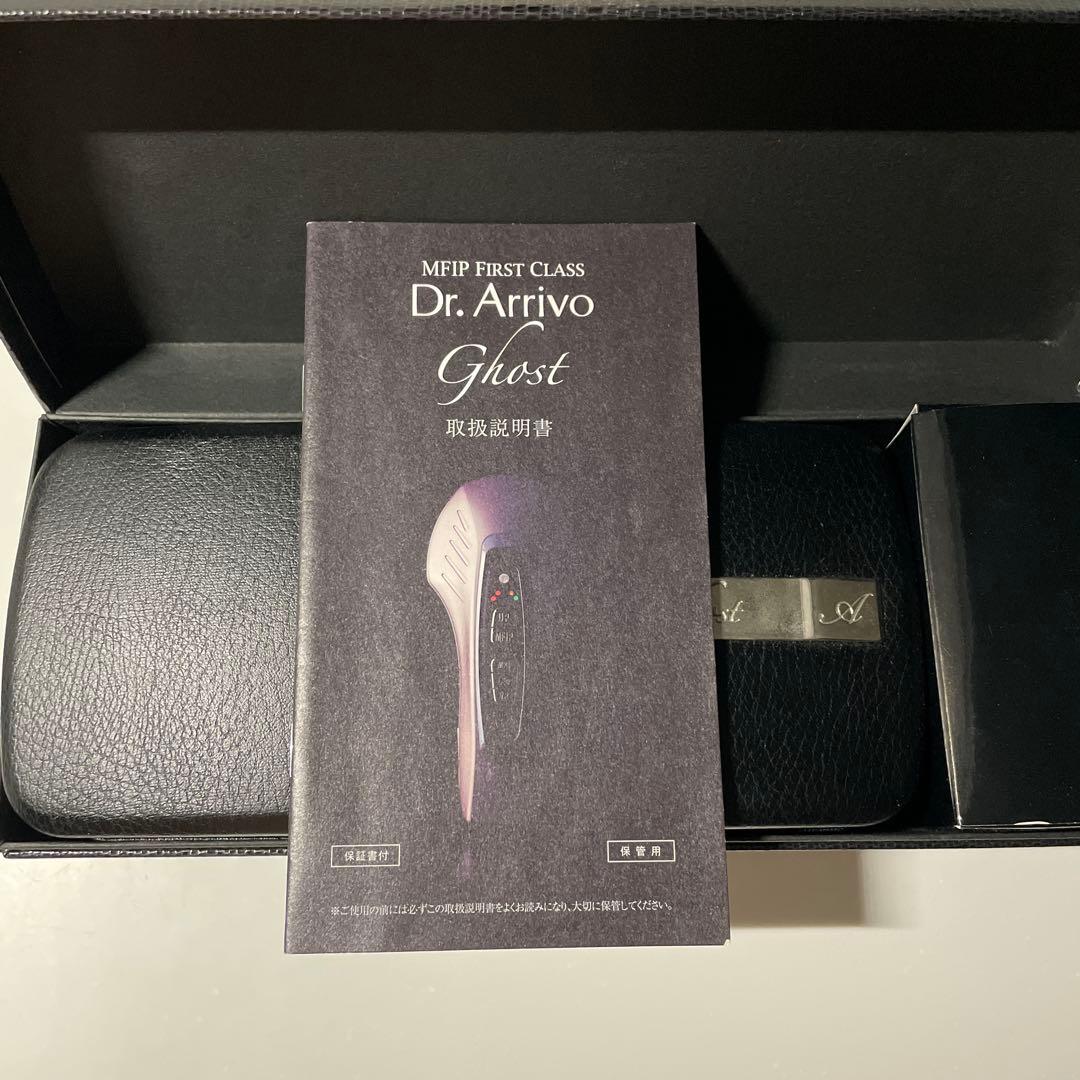 MFIP FIRST CLASS
Dr. Arrivo
Ghost
取扱説明書
MFIP
st A
保証書付
保管用
※ご使用の前には必ずこの取扱説明書をよくお読みになり、大切に保管してください。